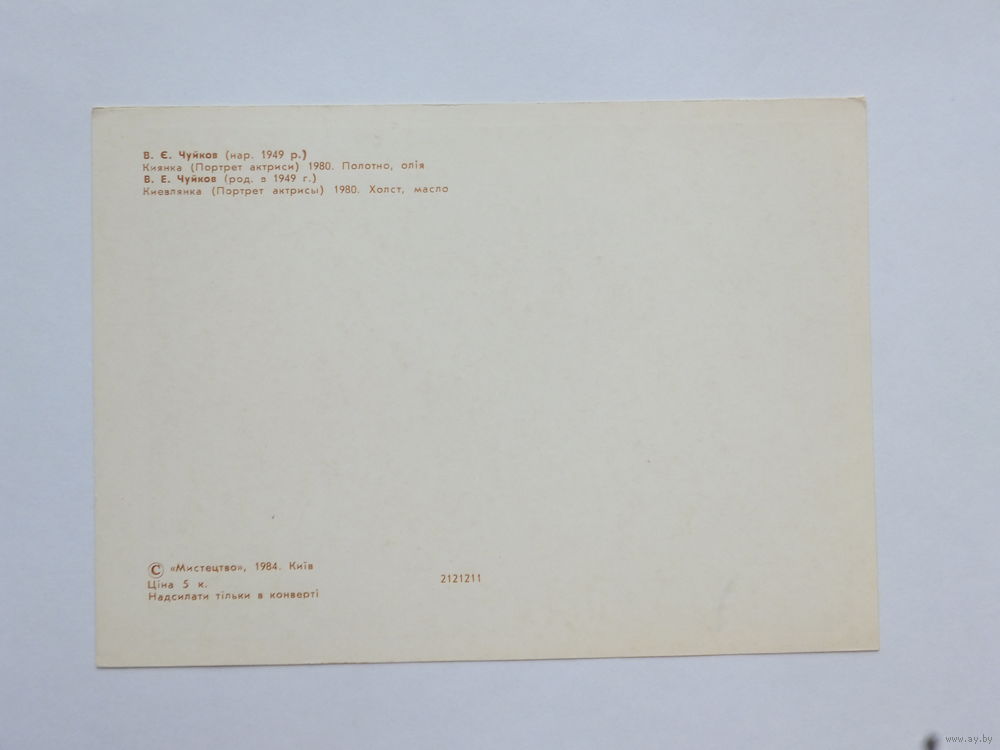 В. Є. Чуйков (нар. 1949 р.)
Киянка (Портрет актриси) 1980. Полотно, олія
В. Е. Чуйков (род. в 1949 г.)
Киевлянка (Портрет актрисы) 1980. Холст, масло
© «Мистецтво», 1984. Київ
Ціна 5 к.
Надсилати тільки в конверті
2121211
www.ay.by